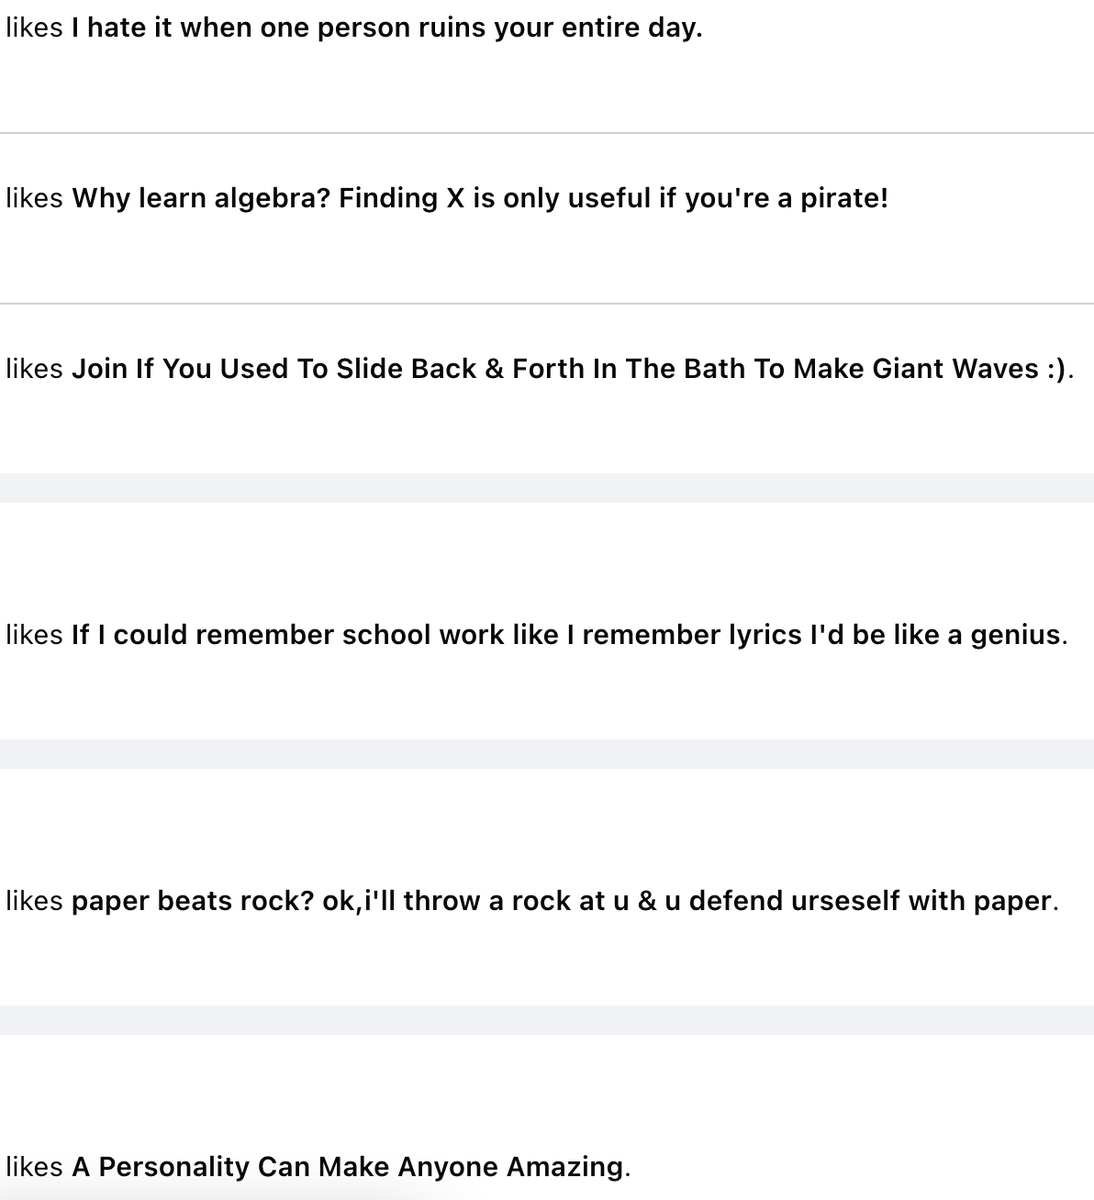 likes I hate it when one person ruins your entire day.
likes Why learn algebra? Finding X is only useful if you're a pirate!
likes Join If You Used To Slide Back & Forth In The Bath To Make Giant Waves :).
likes If I could remember school work like I remember lyrics I'd be like a genius.
likes paper beats rock? ok,i'll throw a rock at u & u defend urseself with paper.
likes A Personality Can Make Anyone Amazing.